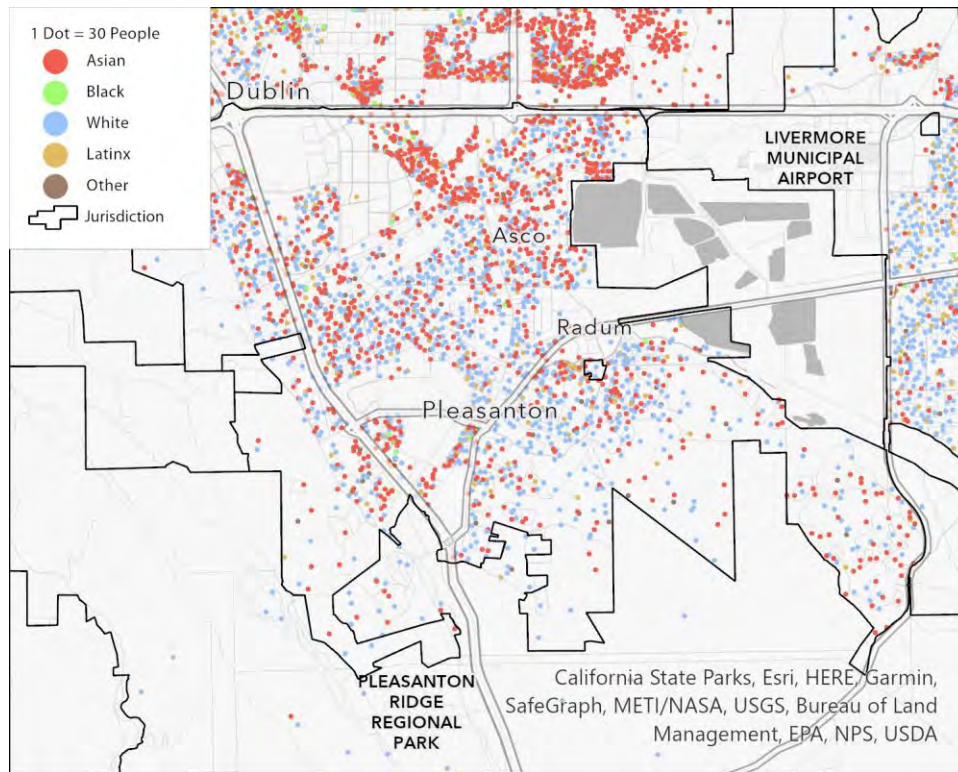 1 Dot = 30 People
Asian
Black
White
Latinx
Other
Jurisdiction
Dublin
LIVERMORE
MUNICIPAL
AIRPORT
Asco
Radum
Pleasanton
PLEASANTON
RIDGE
REGIONAL
PARK
California State Parks, Esri, HERE, Garmin,
SafeGraph, METI/NASA, USGS, Bureau of Land
Management, EPA, NPS, USDA